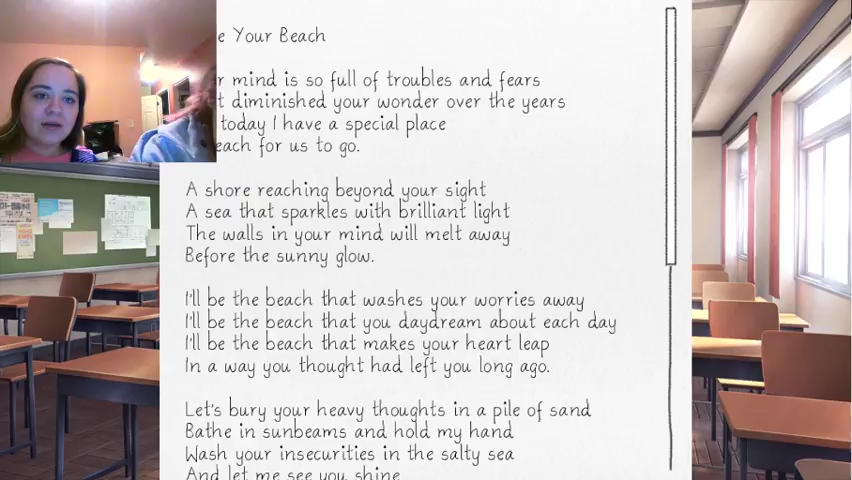 e Your Beach
r mind is so full of troubles and fears
t diminished your wonder over the years
today I have a special place
each for us to go.
A shore reaching beyond your sight
A sea that sparkles with brilliant light
The walls in your mind will melt away
Before the sunny glow.
I'll be the beach that washes your worries away
I'll be the beach that you daydream about each day
I'll be the beach that makes your heart leap
In a way you thought had left you long ago.
Let's bury your heavy thoughts in a pile of sand
Bathe in sunbeams and hold my hand
Wash your insecurities in the salty sea
And let me see you shine